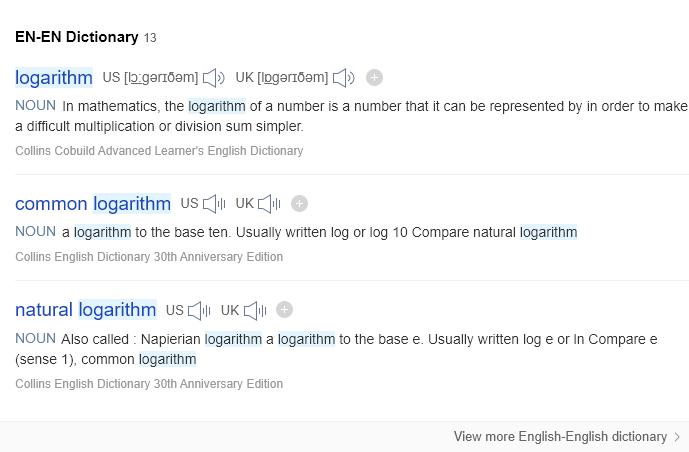 EN-EN Dictionary 13
logarithm US [lɔːgərɪðəm] UK [lɒgərɪðəm] +
NOUN In mathematics, the logarithm of a number is a number that it can be represented by in order to make
a difficult multiplication or division sum simpler.
Collins Cobuild Advanced Learner's English Dictionary
common logarithm US UK +
NOUN a logarithm to the base ten. Usually written log or log 10 Compare natural logarithm
Collins English Dictionary 30th Anniversary Edition
natural logarithm US UK +
NOUN Also called : Napierian logarithm a logarithm to the base e. Usually written log e or In Compare e
(sense 1), common logarithm
Collins English Dictionary 30th Anniversary Edition
View more English-English dictionary >